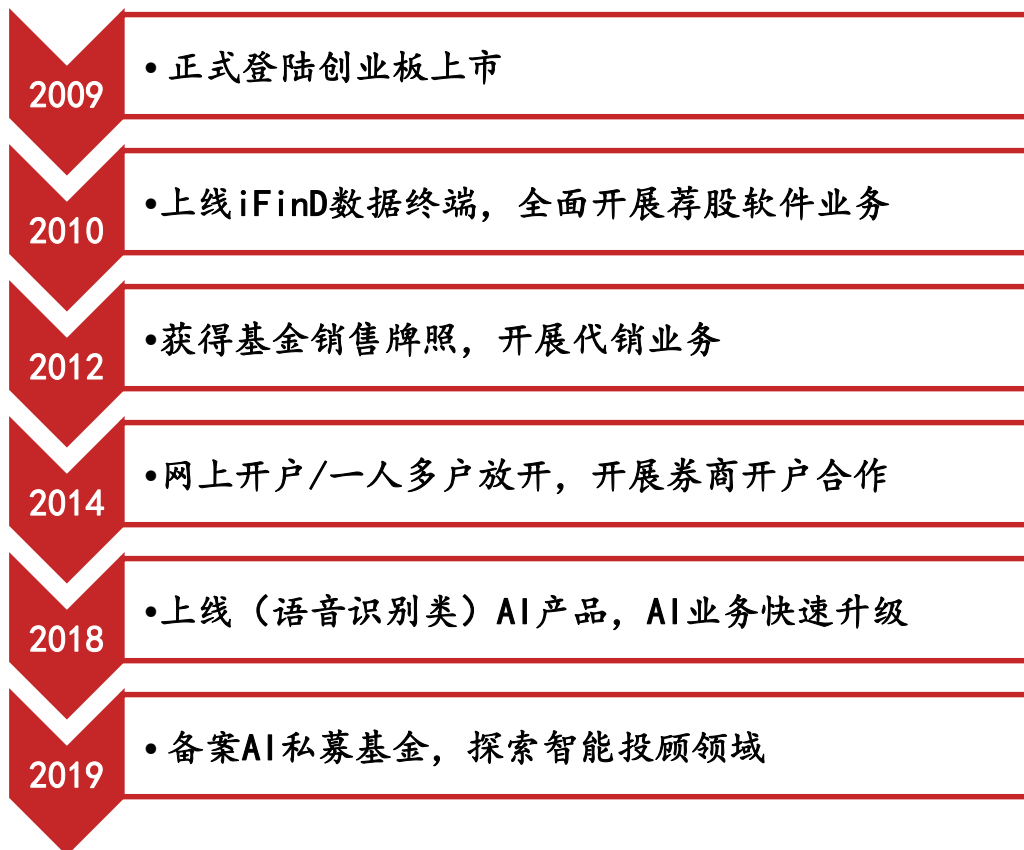 2009
• 正式登陆创业板上市
2010
•上线iFinD数据终端，全面开展荐股软件业务
2012
•获得基金销售牌照，开展代销业务
2014
•网上开户/一人多户放开，开展券商开户合作
2018
•上线（语音识别类）AI产品，AI业务快速升级
2019
• 备案AI私募基金，探索智能投顾领域